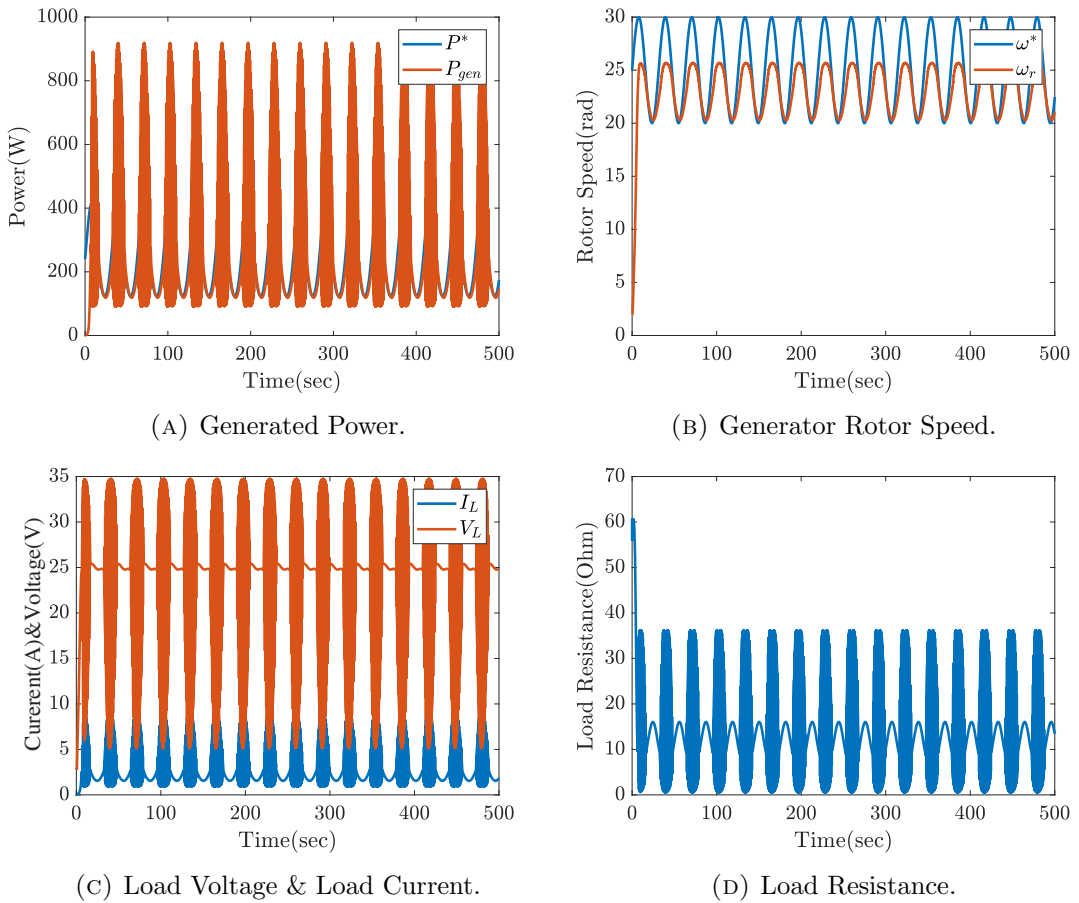 1000
800
600
400
200
0
Power(W)
P*
P_gen
0 100 200 300 400 500
Time(sec)
(A) Generated Power.
30
25
20
15
10
5
0
Rotor Speed(rad)
ω*
ω_r
0 100 200 300 400 500
Time(sec)
(B) Generator Rotor Speed.
35
30
25
20
15
10
5
0
Curerent(A)&Voltage(V)
I_L
V_L
0 100 200 300 400 500
Time(sec)
(C) Load Voltage & Load Current.
70
60
50
40
30
20
10
0
Load Resistance(Ohm)
0 100 200 300 400 500
Time(sec)
(D) Load Resistance.